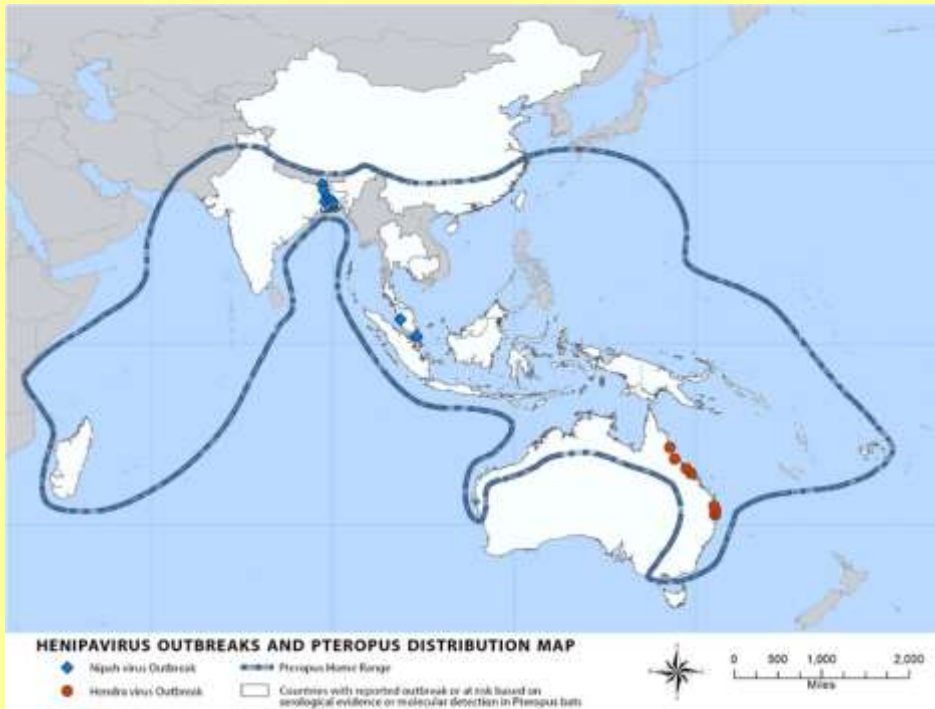 HENIPAVIRUS OUTBREAKS AND PTEROPUS DISTRIBUTION MAP
Nipah virus Outbreak
Pteropus Home Range
Hendra virus Outbreak
Countries with reported outbreak or at risk based on
serological evidence or molecular detection in Pteropus bats
0 500 1,000 2,000
Miles